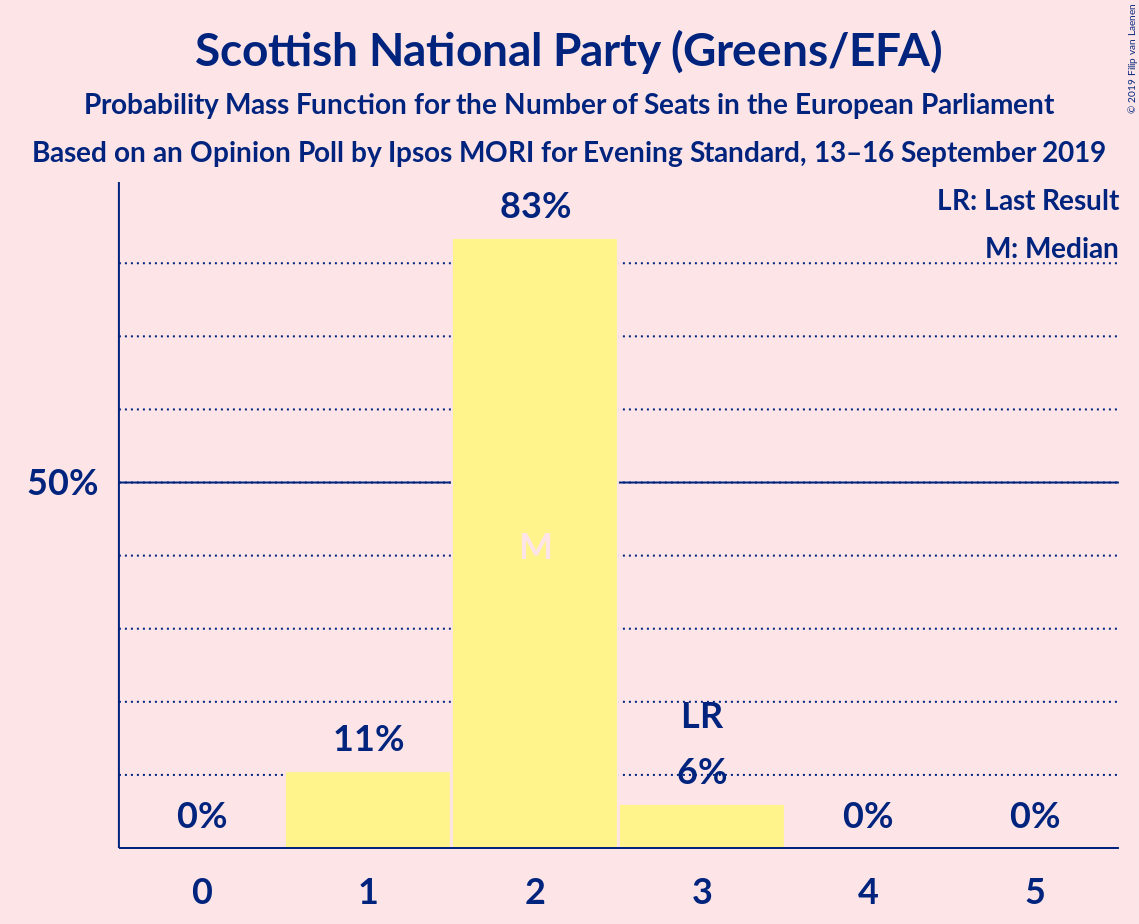 Scottish National Party (Greens/EFA)
Probability Mass Function for the Number of Seats in the European Parliament
Based on an Opinion Poll by Ipsos MORI for Evening Standard, 13–16 September 2019
© 2019 Filip van Laenen
LR: Last Result
M: Median
83%
50%
M
LR
11%
6%
0%
0%
0%
0 1 2 3 4 5